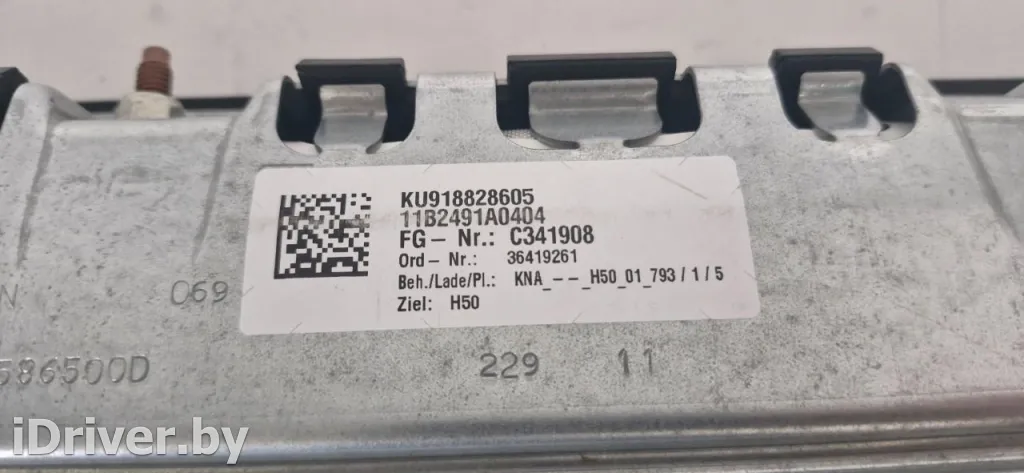 KU918828605
11B2491A0404
FG – Nr.: C341908
Ord – Nr.: 36419261
Beh./Lade/Pl.: KNA_ – – _H50_01_793 / 1 / 5
Ziel: H50
N 069
586500D
229 11
iDriver.by